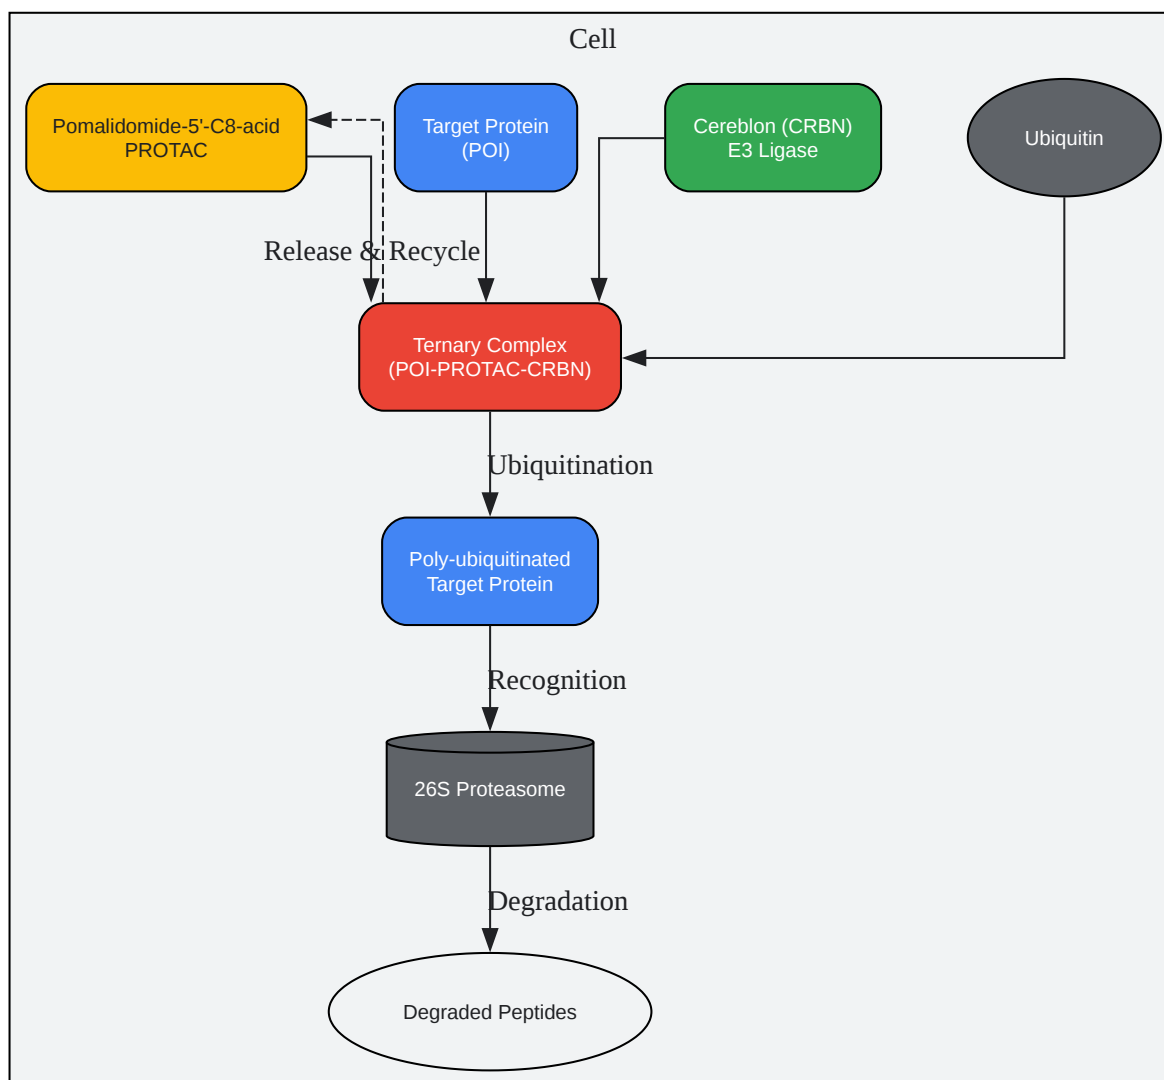 Cell
Pomalidomide-5'-C8-acid
PROTAC
Target Protein
(POI)
Cereblon (CRBN)
E3 Ligase
Ubiquitin
Release & Recycle
Ternary Complex
(POI-PROTAC-CRBN)
Ubiquitination
Poly-ubiquitinated
Target Protein
Recognition
26S Proteasome
Degradation
Degraded Peptides